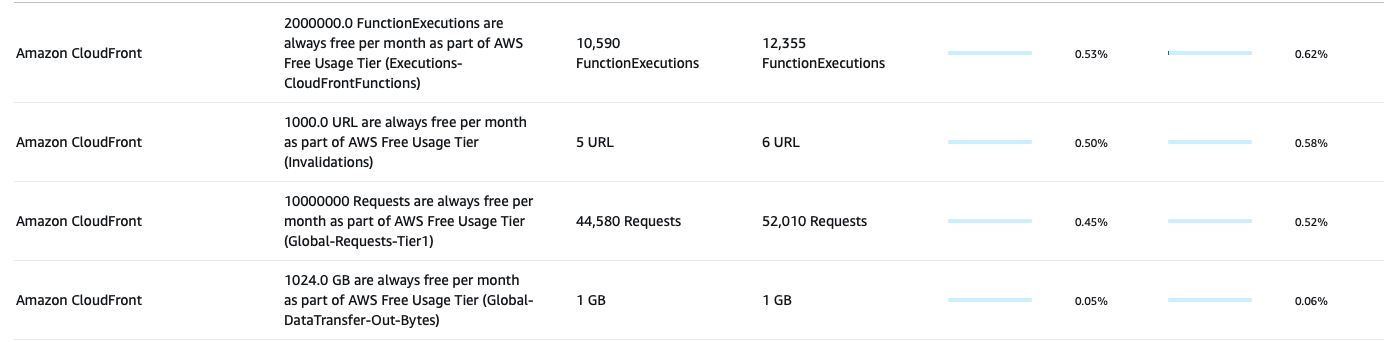 Amazon CloudFront
2000000.0 FunctionExecutions are
always free per month as part of AWS
Free Usage Tier (Executions-
CloudFrontFunctions)
10,590
FunctionExecutions
12,355
FunctionExecutions
0.53%
0.62%
Amazon CloudFront
1000.0 URL are always free per month
as part of AWS Free Usage Tier
(Invalidations)
5 URL
6 URL
0.50%
0.58%
Amazon CloudFront
10000000 Requests are always free per
month as part of AWS Free Usage Tier
(Global-Requests-Tier1)
44,580 Requests
52,010 Requests
0.45%
0.52%
Amazon CloudFront
1024.0 GB are always free per month
as part of AWS Free Usage Tier (Global-
DataTransfer-Out-Bytes)
1 GB
1 GB
0.05%
0.06%